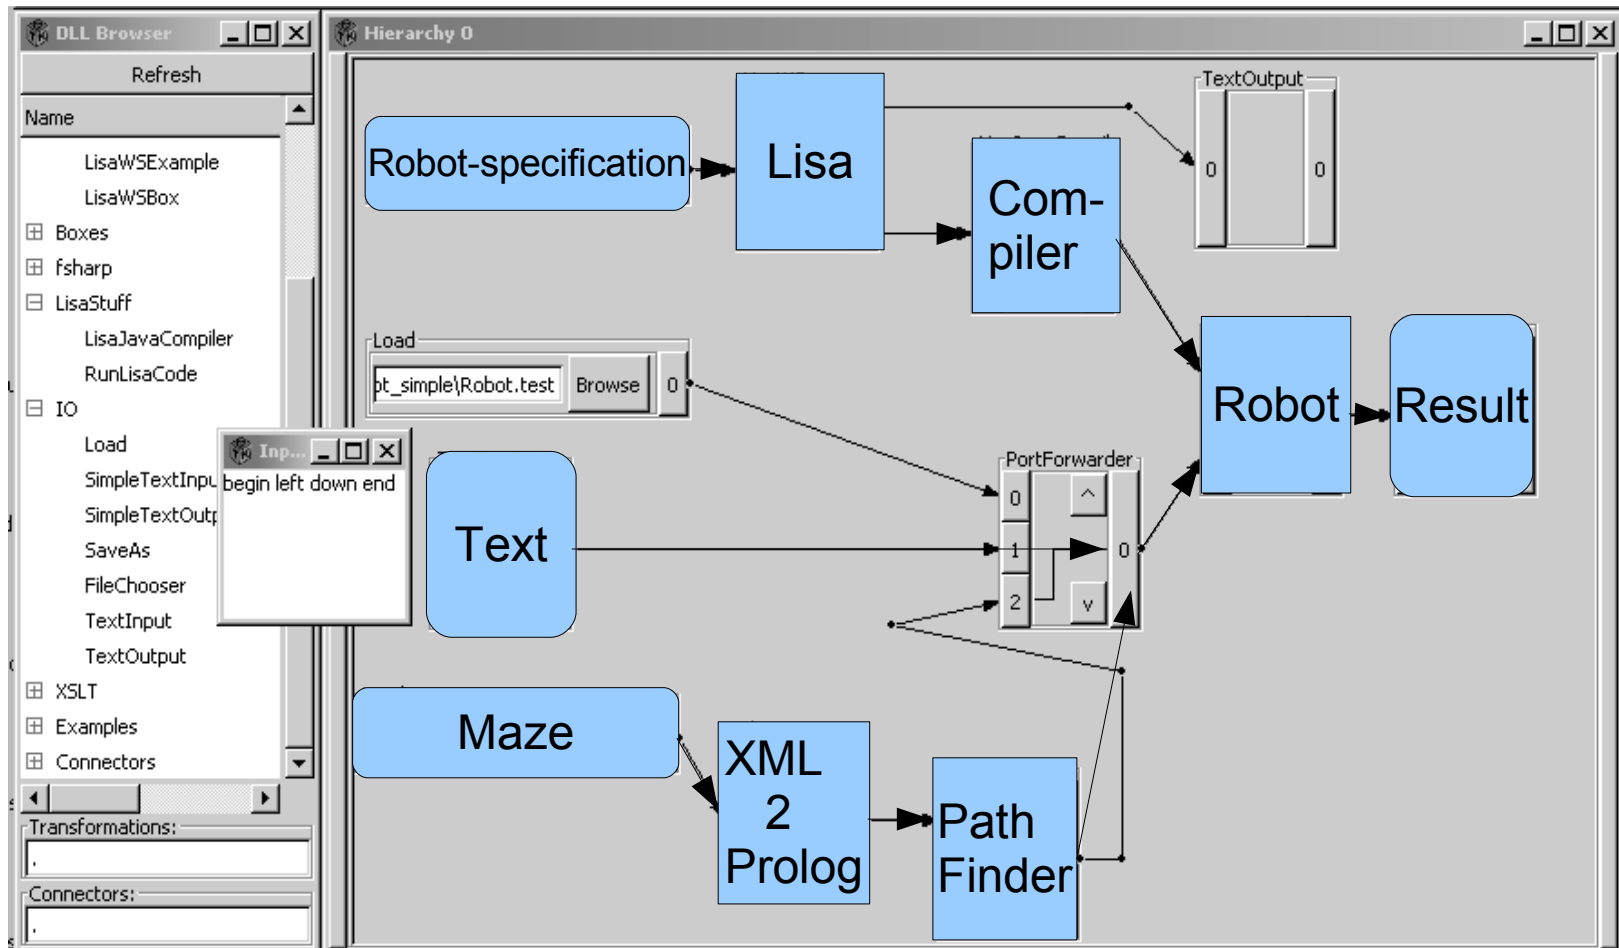 DLL Browser
Refresh
Name
LisaWSExample
LisaWSBox
Boxes
fsharp
LisaStuff
LisaJavaCompiler
RunLisaCode
IO
Load
SimpleTextInpu
SimpleTextOutp
SaveAs
FileChooser
TextInput
TextOutput
XSLT
Examples
Connectors
Transformations:
.
Connectors:
.
Inp...
begin left down end
Hierarchy 0
Robot-specification
Lisa
Com-
piler
TextOutput
0
0
Load
ot_simple\Robot.test
Browse
0
Text
PortForwarder
0
^
1
0
2
v
Robot
Result
Maze
XML
2
Prolog
Path
Finder